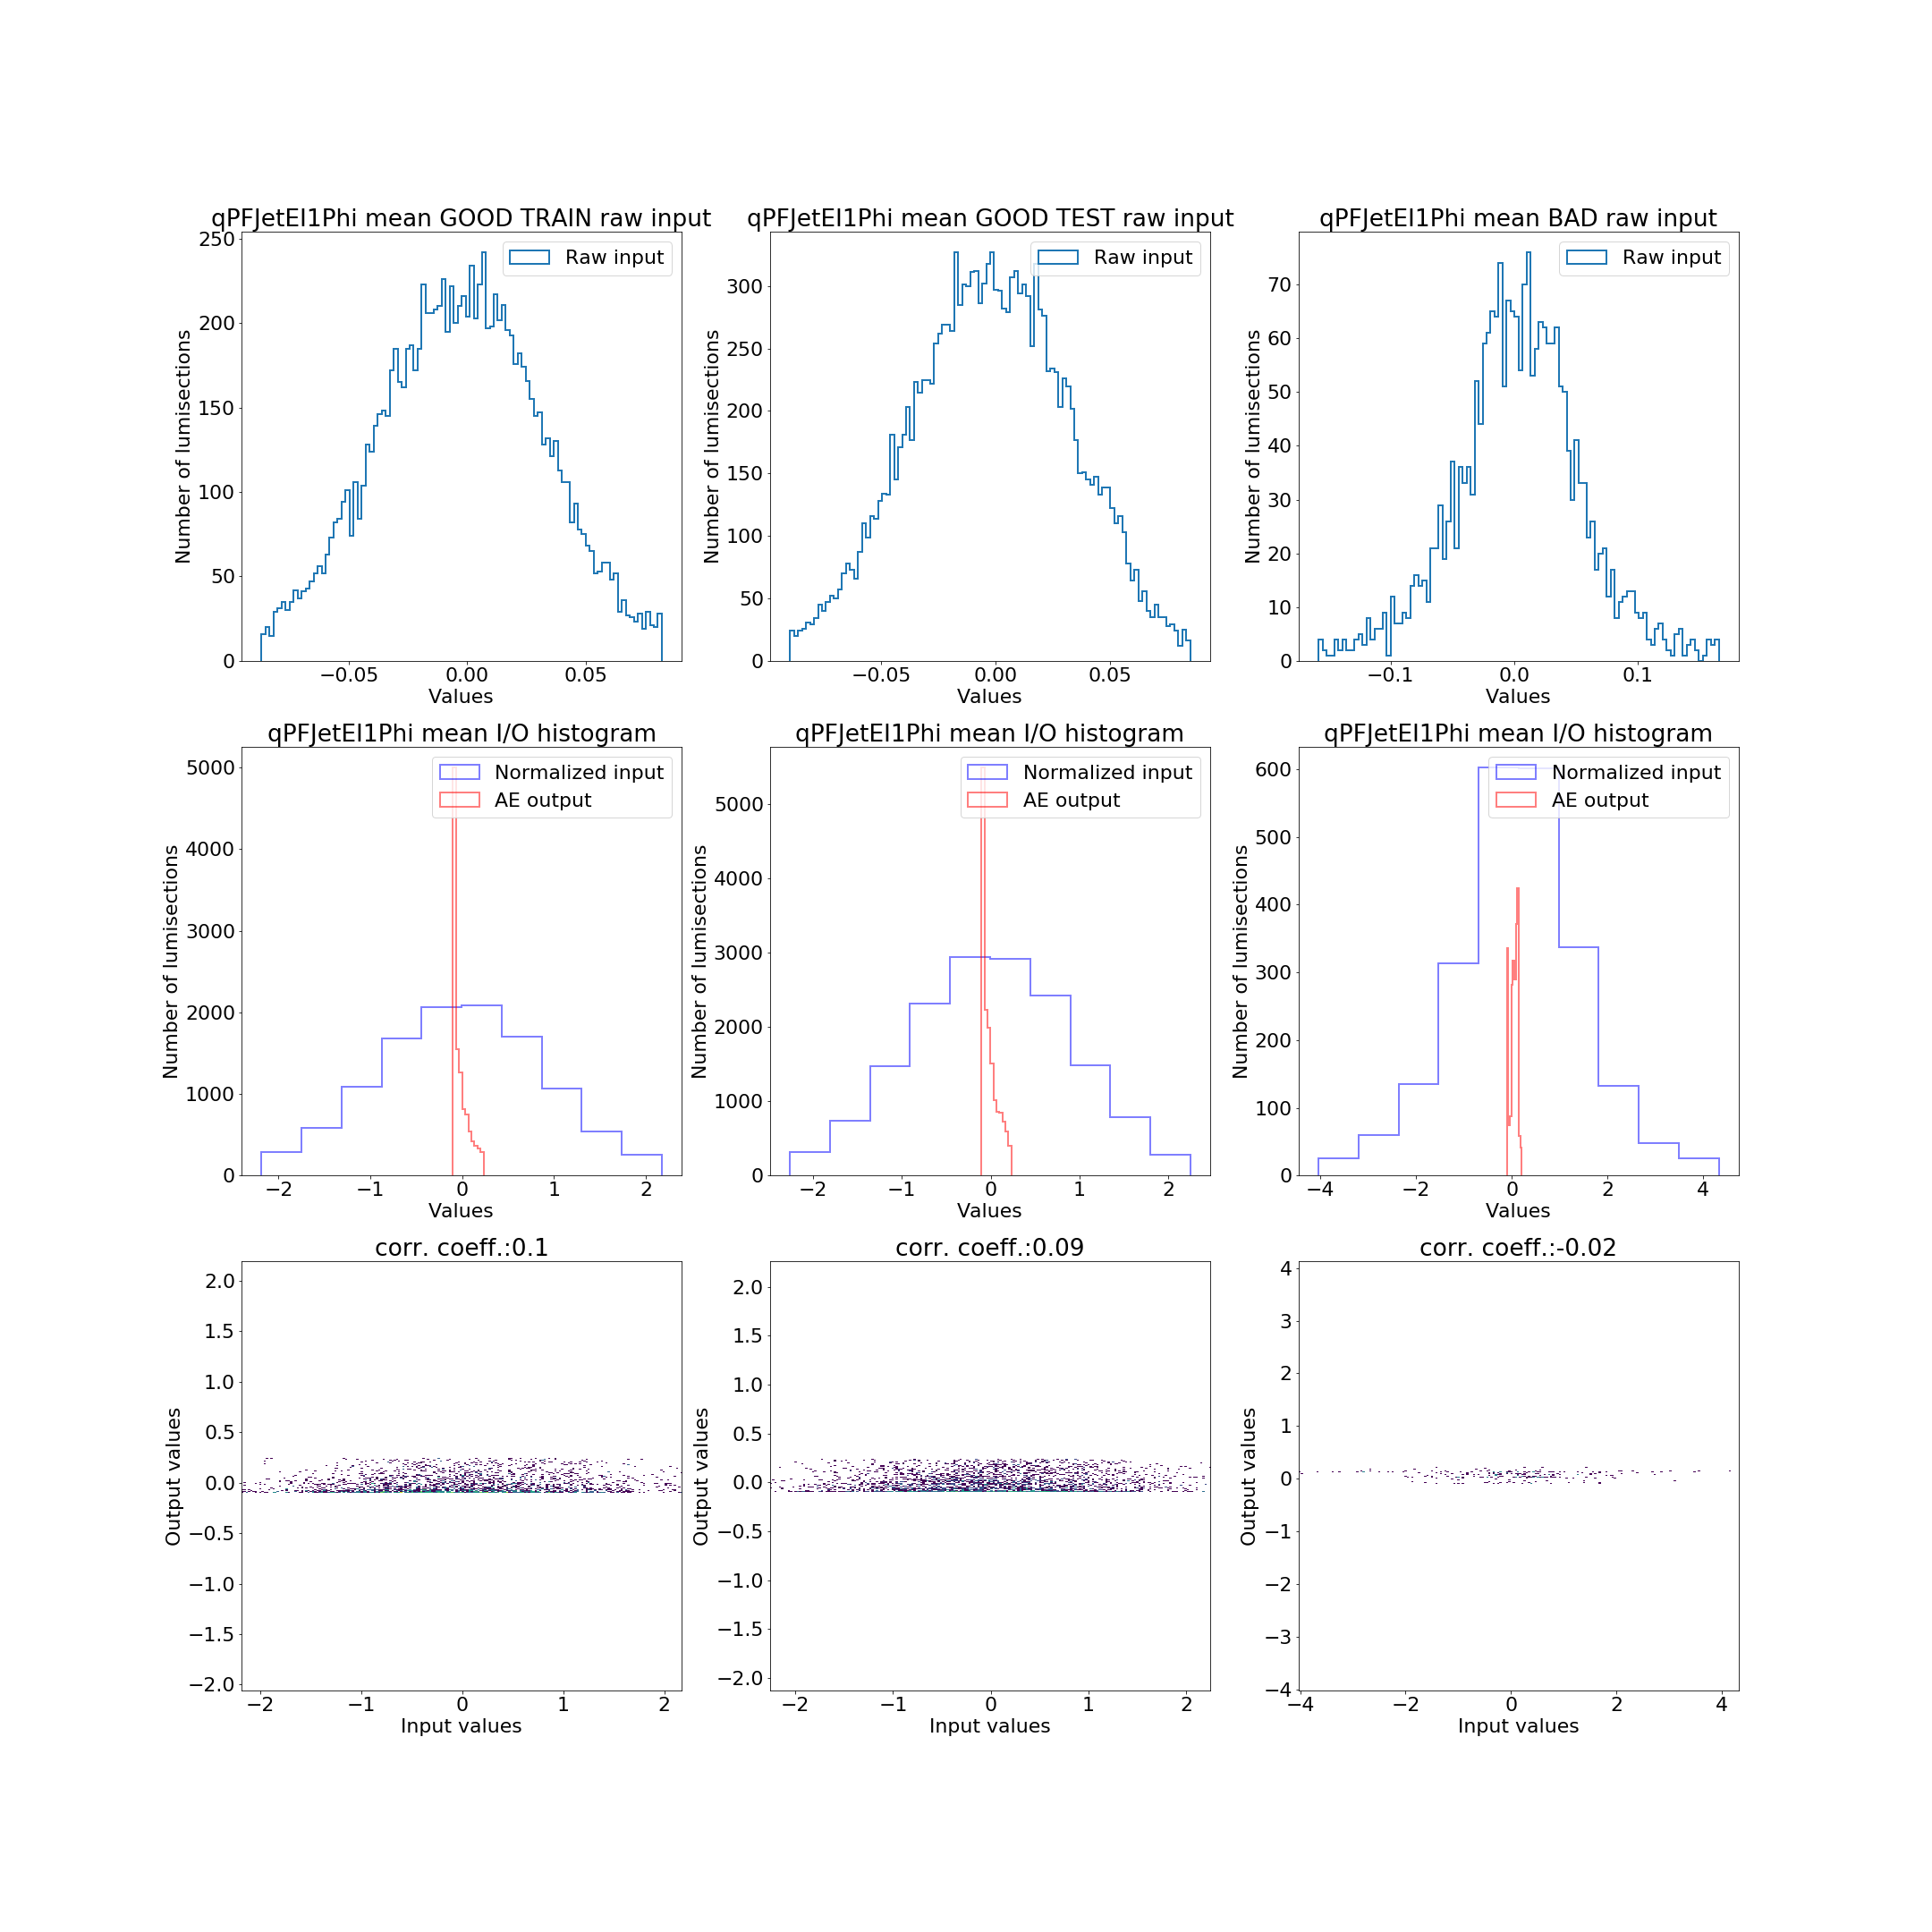 qPFJetEI1Phi mean GOOD TRAIN raw input
250
200
150
100
50
0
Number of lumisections
Raw input
−0.05 0.00 0.05
Values
qPFJetEI1Phi mean GOOD TEST raw input
300
250
200
150
100
50
0
Number of lumisections
Raw input
−0.05 0.00 0.05
Values
qPFJetEI1Phi mean BAD raw input
70
60
50
40
30
20
10
0
Number of lumisections
Raw input
−0.1 0.0 0.1
Values
qPFJetEI1Phi mean I/O histogram
5000
4000
3000
2000
1000
0
Number of lumisections
Normalized input
AE output
−2 −1 0 1 2
Values
qPFJetEI1Phi mean I/O histogram
5000
4000
3000
2000
1000
0
Number of lumisections
Normalized input
AE output
−2 −1 0 1 2
Values
qPFJetEI1Phi mean I/O histogram
600
500
400
300
200
100
0
Number of lumisections
Normalized input
AE output
−4 −2 0 2 4
Values
corr. coeff.:0.1
2.0
1.5
1.0
0.5
0.0
−0.5
−1.0
−1.5
−2.0
Output values
−2 −1 0 1 2
Input values
corr. coeff.:0.09
2.0
1.5
1.0
0.5
0.0
−0.5
−1.0
−1.5
−2.0
Output values
−2 −1 0 1 2
Input values
corr. coeff.:-0.02
4
3
2
1
0
−1
−2
−3
−4
Output values
−4 −2 0 2 4
Input values